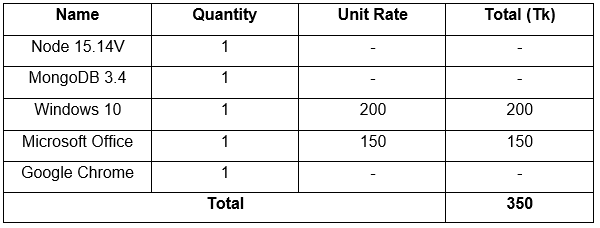 Name Quantity Unit Rate Total (Tk)
Node 15.14V 1 - -
MongoDB 3.4 1 - -
Windows 10 1 200 200
Microsoft Office 1 150 150
Google Chrome 1 - -
Total 350